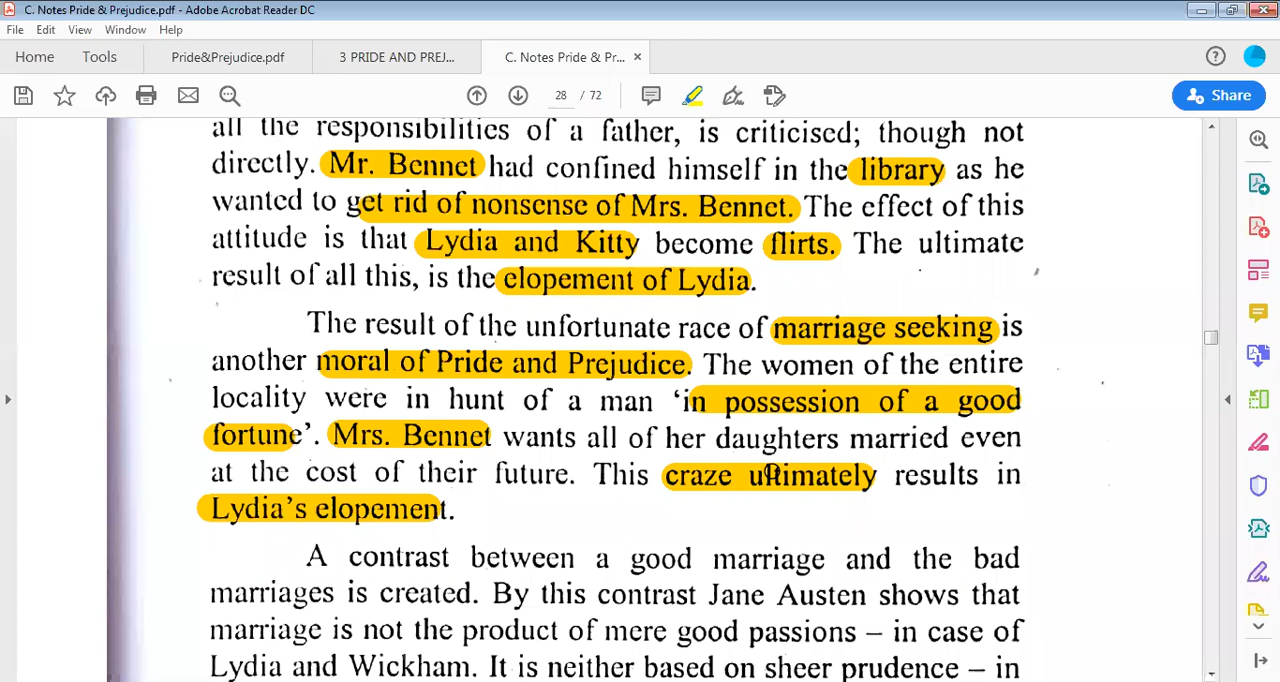 C. Notes Pride & Prejudice.pdf - Adobe Acrobat Reader DC
File Edit View Window Help
Home Tools Pride&Prejudice.pdf 3 PRIDE AND PREJ... C. Notes Pride & Pr... ×
28 / 72 Share
all the responsibilities of a father, is criticised; though not
directly. Mr. Bennet had confined himself in the library as he
wanted to get rid of nonsense of Mrs. Bennet. The effect of this
attitude is that Lydia and Kitty become flirts. The ultimate
result of all this, is the elopement of Lydia.
The result of the unfortunate race of marriage seeking is
another moral of Pride and Prejudice. The women of the entire
locality were in hunt of a man ‘in possession of a good
fortune’. Mrs. Bennet wants all of her daughters married even
at the cost of their future. This craze ultimately results in
Lydia’s elopement.
A contrast between a good marriage and the bad
marriages is created. By this contrast Jane Austen shows that
marriage is not the product of mere good passions – in case of
Lydia and Wickham. It is neither based on sheer prudence – in